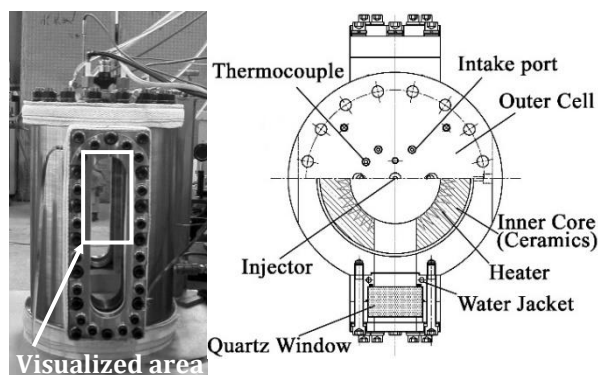 Visualized area
Thermocouple
Intake port
Outer Cell
Inner Core
(Ceramics)
Injector
Heater
Water Jacket
Quartz Window